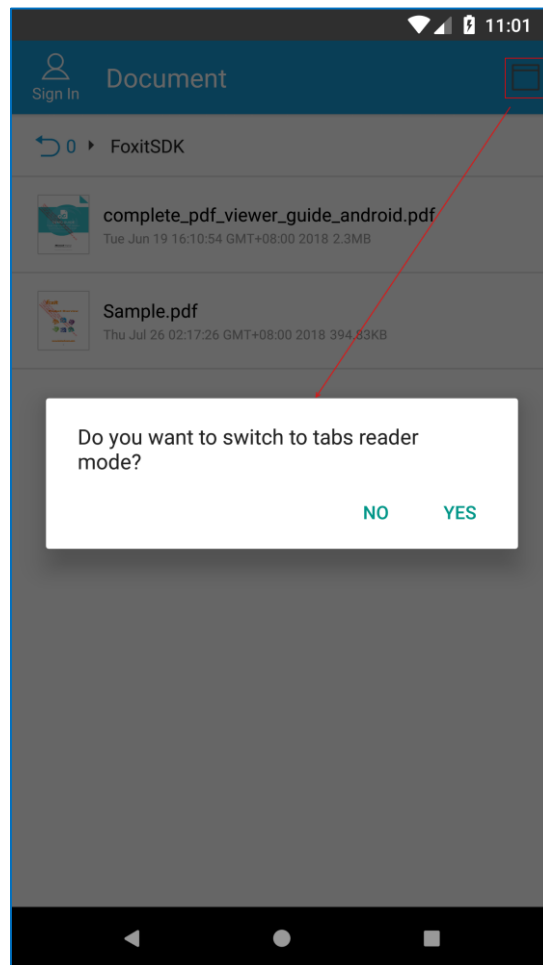 11:01
Sign In
Document
0 FoxitSDK
complete_pdf_viewer_guide_android.pdf
Tue Jun 19 16:10:54 GMT+08:00 2018 2.3MB
Sample.pdf
Thu Jul 26 02:17:26 GMT+08:00 2018 394.83KB
Do you want to switch to tabs reader
mode?
NO YES